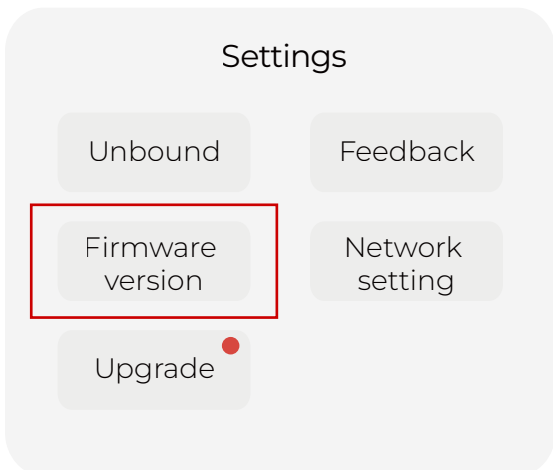 Settings
Unbound
Feedback
Firmware
version
Network
setting
Upgrade